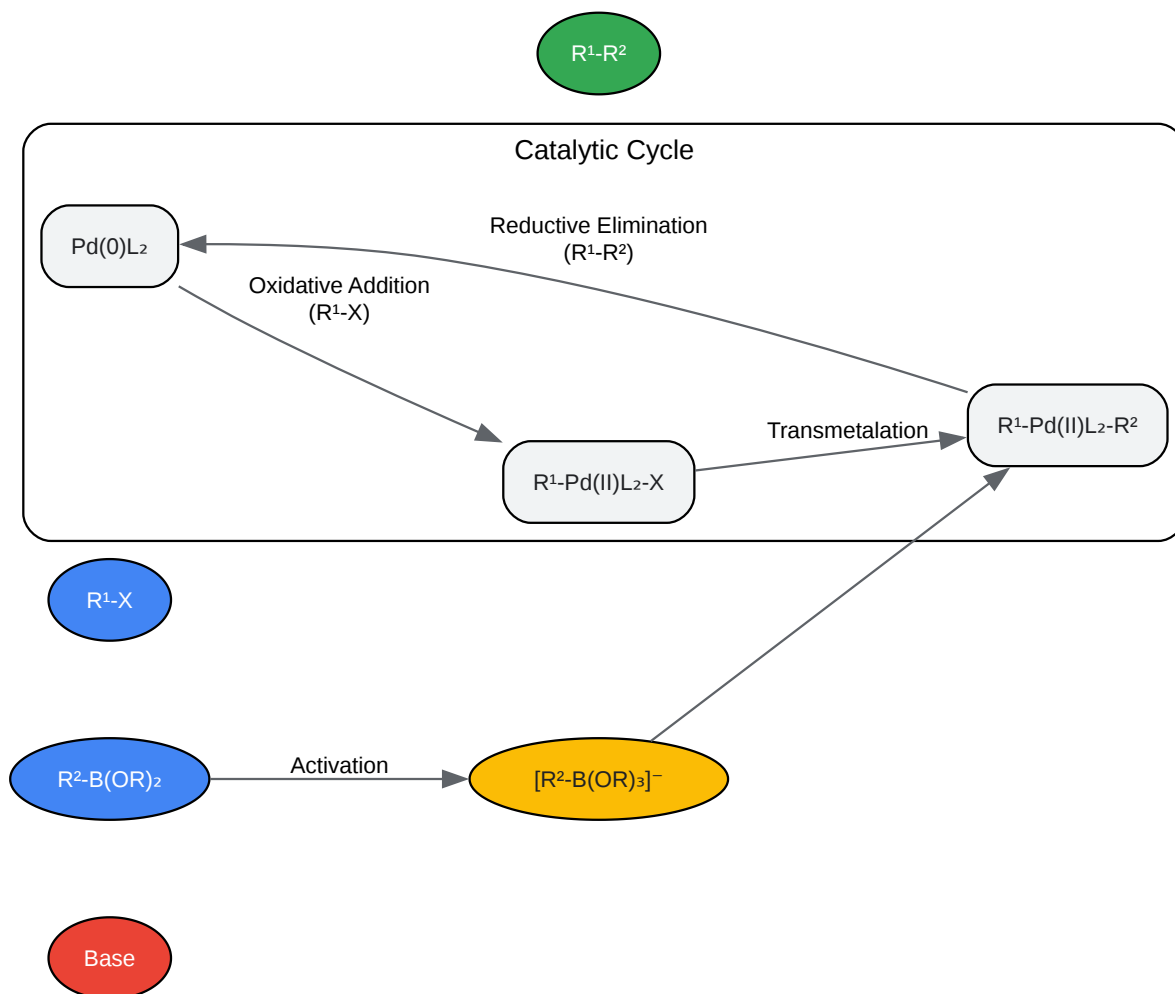 R¹-R²
Catalytic Cycle
Pd(0)L₂
Reductive Elimination
(R¹-R²)
Oxidative Addition
(R¹-X)
R¹-Pd(II)L₂-R²
Transmetalation
R¹-Pd(II)L₂-X
R¹-X
R²-B(OR)₂
Activation
[R²-B(OR)₃]⁻
Base